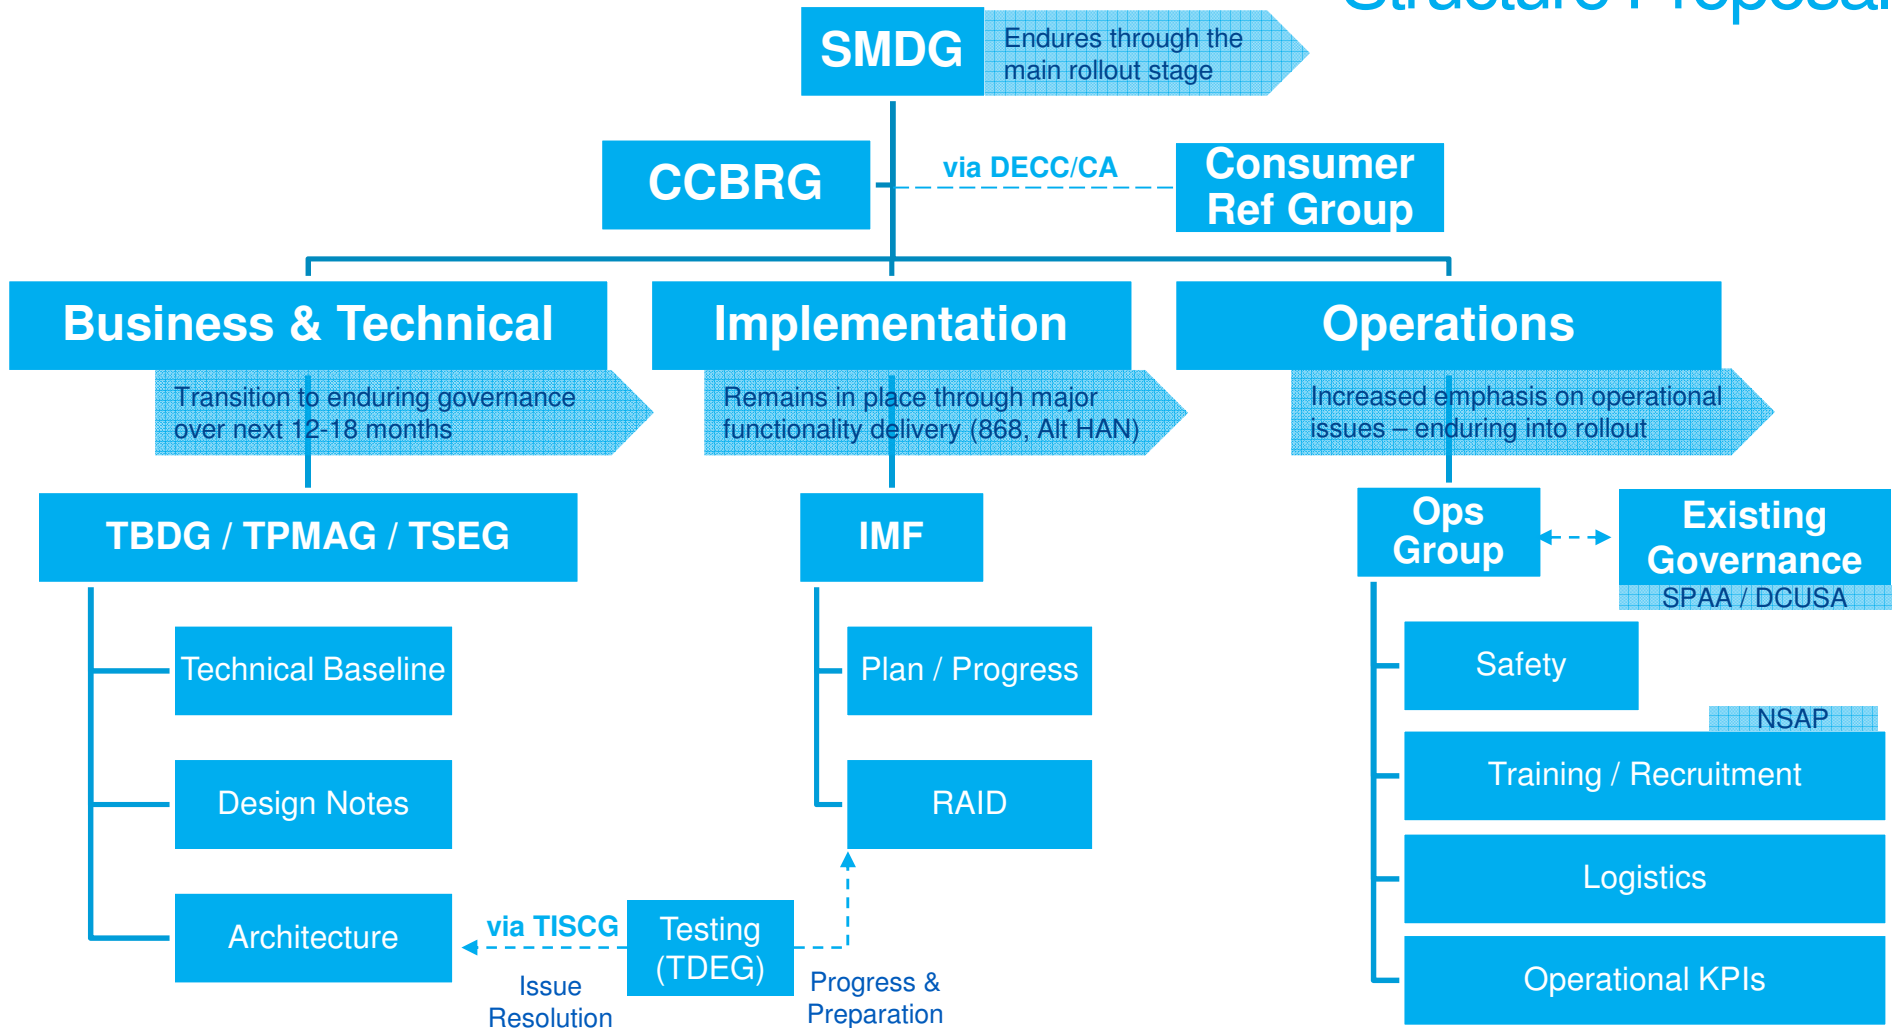 Structure Proposal
SMDG
Endures through the
main rollout stage
CCBRG
via DECC/CA
Consumer
Ref Group
Business & Technical
Implementation
Operations
Transition to enduring governance
over next 12-18 months
Remains in place through major
functionality delivery (868, Alt HAN)
Increased emphasis on operational
issues – enduring into rollout
TBDG / TPMAG / TSEG
IMF
Ops
Group
Existing
Governance
SPAA / DCUSA
Technical Baseline
Plan / Progress
Safety
NSAP
Training / Recruitment
Design Notes
RAID
Logistics
Architecture
via TISCG
Testing
(TDEG)
Issue
Resolution
Progress &
Preparation
Operational KPIs